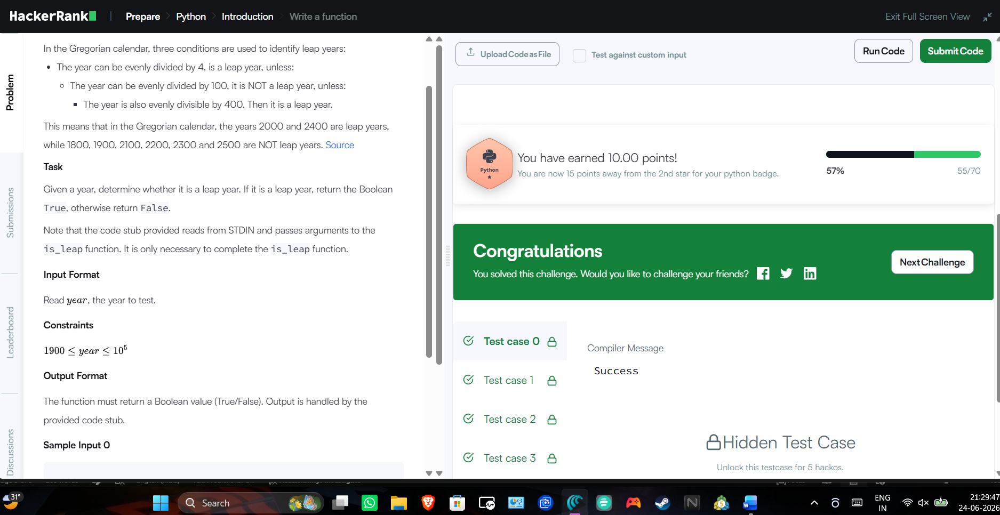 HackerRank
Prepare
Python
Introduction
Write a function
Exit Full Screen View
Problem
Submissions
Leaderboard
Discussions
In the Gregorian calendar, three conditions are used to identify leap years:
• The year can be evenly divided by 4, is a leap year, unless:
○ The year can be evenly divided by 100, it is NOT a leap year, unless:
▪ The year is also evenly divisible by 400. Then it is a leap year.
This means that in the Gregorian calendar, the years 2000 and 2400 are leap years,
while 1800, 1900, 2100, 2200, 2300 and 2500 are NOT leap years. Source
Task
Given a year, determine whether it is a leap year. If it is a leap year, return the Boolean
True, otherwise return False.
Note that the code stub provided reads from STDIN and passes arguments to the
is_leap function. It is only necessary to complete the is_leap function.
Input Format
Read year, the year to test.
Constraints
1900 ≤ year ≤ 10⁵
Output Format
The function must return a Boolean value (True/False). Output is handled by the
provided code stub.
Sample Input 0
Upload Code as File
Test against custom input
Run Code
Submit Code
Python
You have earned 10.00 points!
You are now 15 points away from the 2nd star for your python badge.
57%
55/70
Congratulations
You solved this challenge. Would you like to challenge your friends?
Next Challenge
Test case 0
Test case 1
Test case 2
Test case 3
Compiler Message
Success
Hidden Test Case
Unlock this testcase for 5 hackos.
31°
Search
ENG
IN
21:29:47
24-06-202